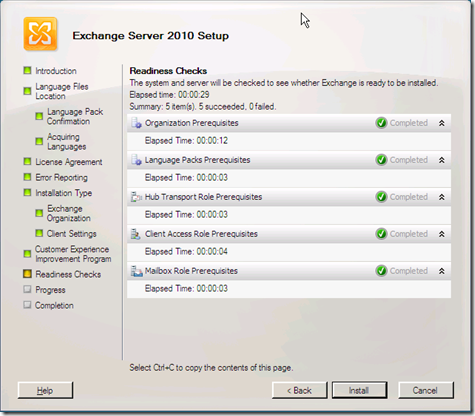 Exchange Server 2010 Setup
Introduction
Language Files
Location
Language Pack
Confirmation
Acquiring
Languages
License Agreement
Error Reporting
Installation Type
Exchange
Organization
Client Settings
Customer Experience
Improvement Program
Readiness Checks
Progress
Completion
Readiness Checks
The system and server will be checked to see whether Exchange is ready to be installed.
Elapsed time: 00:00:29
Summary: 5 item(s). 5 succeeded, 0 failed.
Organization Prerequisites Completed
Elapsed Time: 00:00:12
Language Packs Prerequisites Completed
Elapsed Time: 00:00:03
Hub Transport Role Prerequisites Completed
Elapsed Time: 00:00:03
Client Access Role Prerequisites Completed
Elapsed Time: 00:00:04
Mailbox Role Prerequisites Completed
Elapsed Time: 00:00:03
Select Ctrl+C to copy the contents of this page.
Help < Back Install Cancel